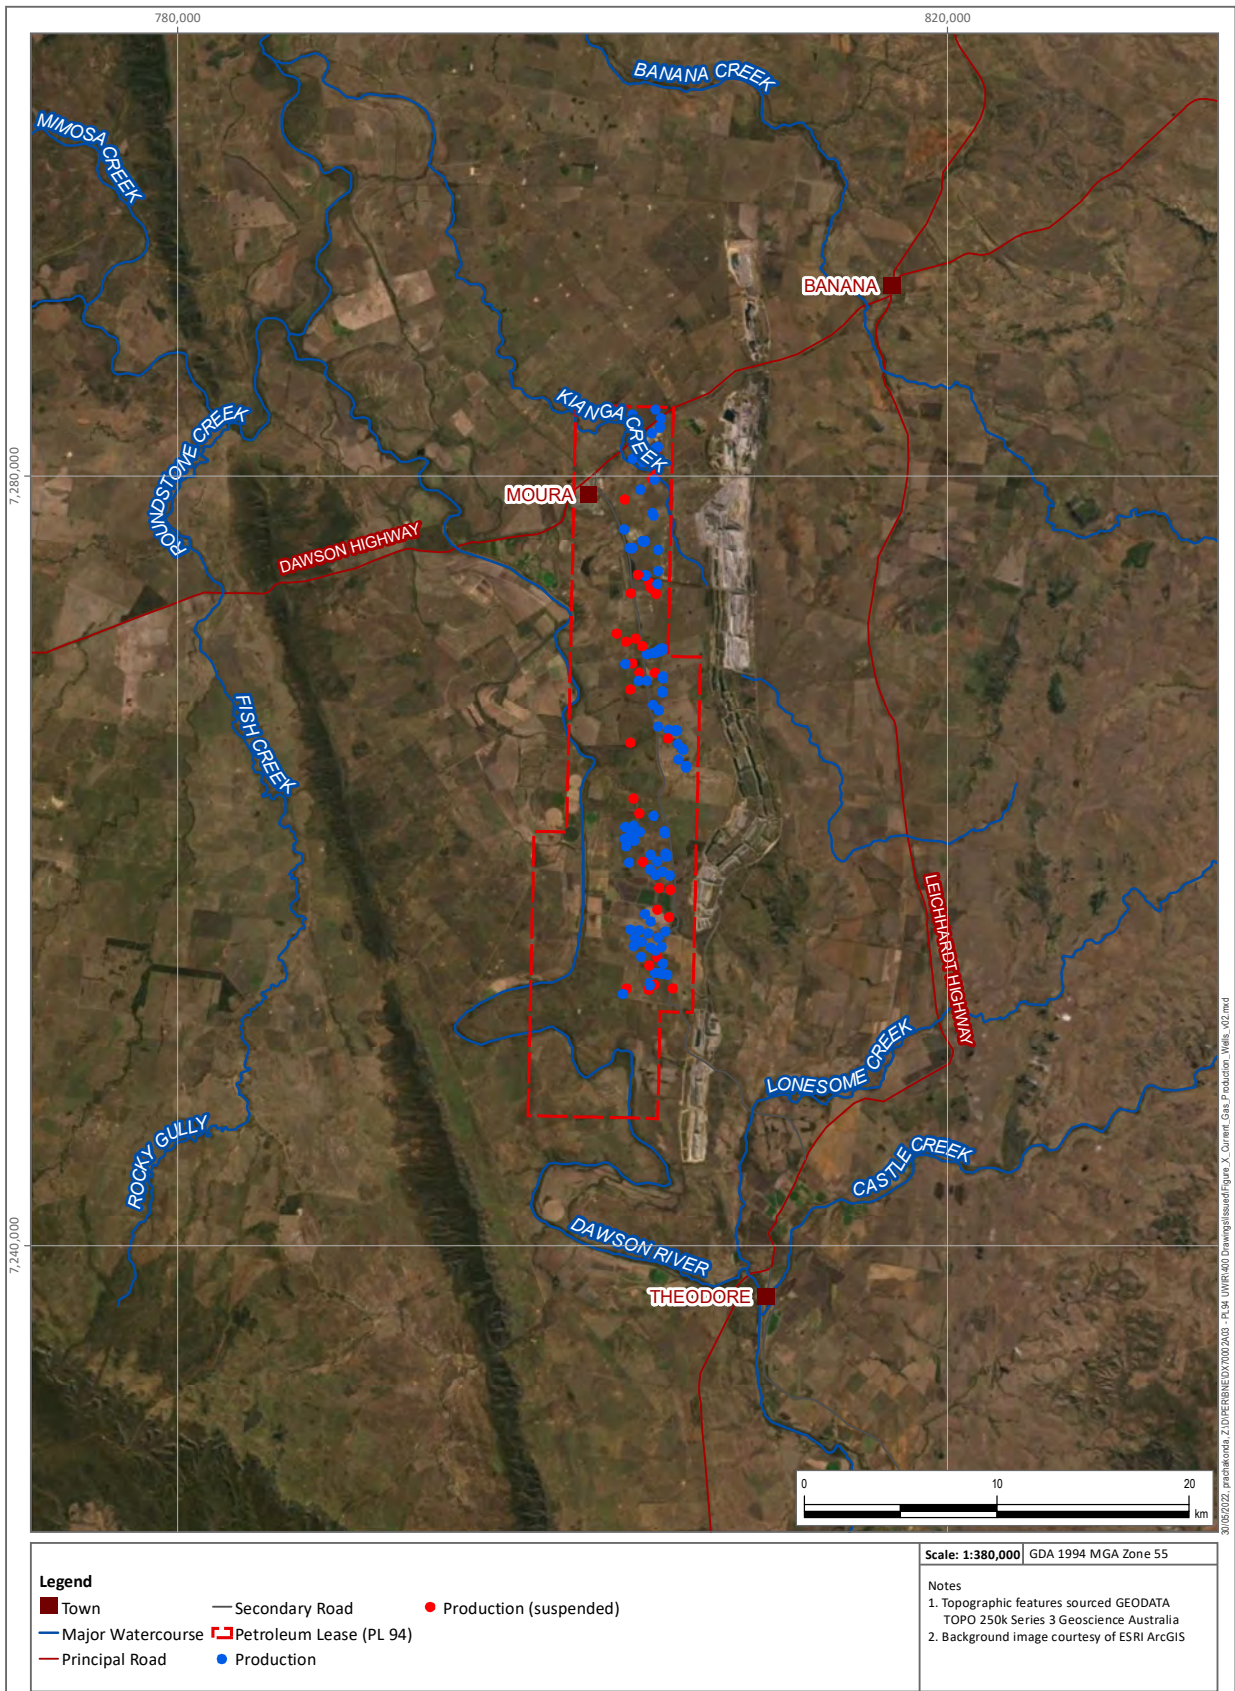 780,000
820,000
BANANA CREEK
MIMOSA CREEK
BANANA
KIANGA CREEK
ROUNDSTONE CREEK
7,280,000
MOURA
DAWSON HIGHWAY
FISH CREEK
LEICHHARDT HIGHWAY
LONESOME CREEK
ROCKY GULLY
CASTLE CREEK
7,240,000
DAWSON RIVER
THEODORE
0 10 20
km
Scale: 1:380,000 GDA 1994 MGA Zone 55
Legend
Town
Major Watercourse
Principal Road
Secondary Road
Petroleum Lease (PL 94)
Production
Production (suspended)
Notes
1. Topographic features sourced GEODATA
TOPO 250k Series 3 Geoscience Australia
2. Background image courtesy of ESRI ArcGIS